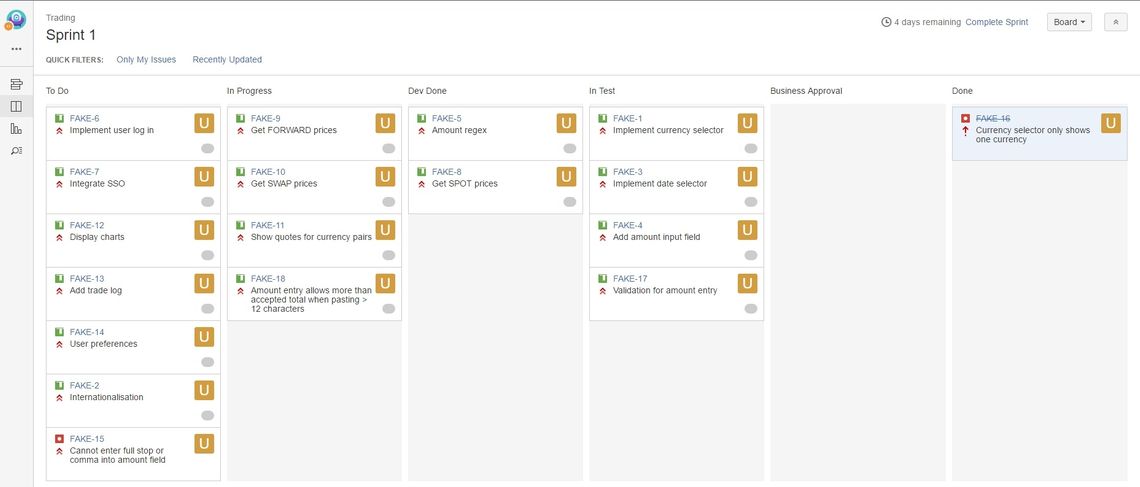 Trading
Sprint 1
4 days remaining Complete Sprint
Board
QUICK FILTERS: Only My Issues Recently Updated
To Do
In Progress
Dev Done
In Test
Business Approval
Done
FAKE-6
U
Implement user log in
FAKE-7
U
Integrate SSO
FAKE-12
U
Display charts
FAKE-13
U
Add trade log
FAKE-14
U
User preferences
FAKE-2
U
Internationalisation
FAKE-15
U
Cannot enter full stop or
comma into amount field
FAKE-9
U
Get FORWARD prices
FAKE-10
U
Get SWAP prices
FAKE-11
U
Show quotes for currency pairs
FAKE-18
U
Amount entry allows more than
accepted total when pasting >
12 characters
FAKE-5
U
Amount regex
FAKE-8
U
Get SPOT prices
FAKE-1
U
Implement currency selector
FAKE-3
U
Implement date selector
FAKE-4
U
Add amount input field
FAKE-17
U
Validation for amount entry
FAKE-16
U
Currency selector only shows
one currency